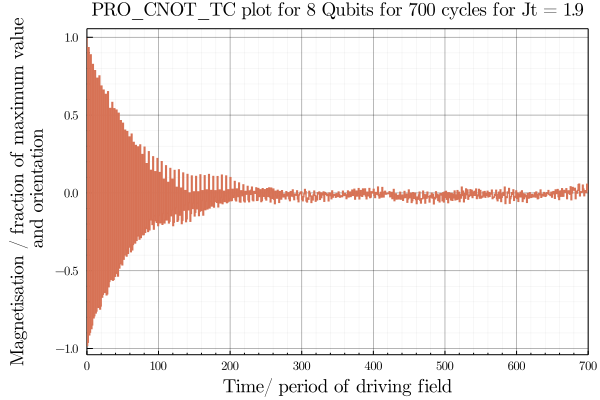 PRO_CNOT_TC plot for 8 Qubits for 700 cycles for Jt = 1.9
Magnetisation / fraction of maximum value
and orientation
1.0
0.5
0.0
−0.5
−1.0
0 100 200 300 400 500 600 700
Time/ period of driving field